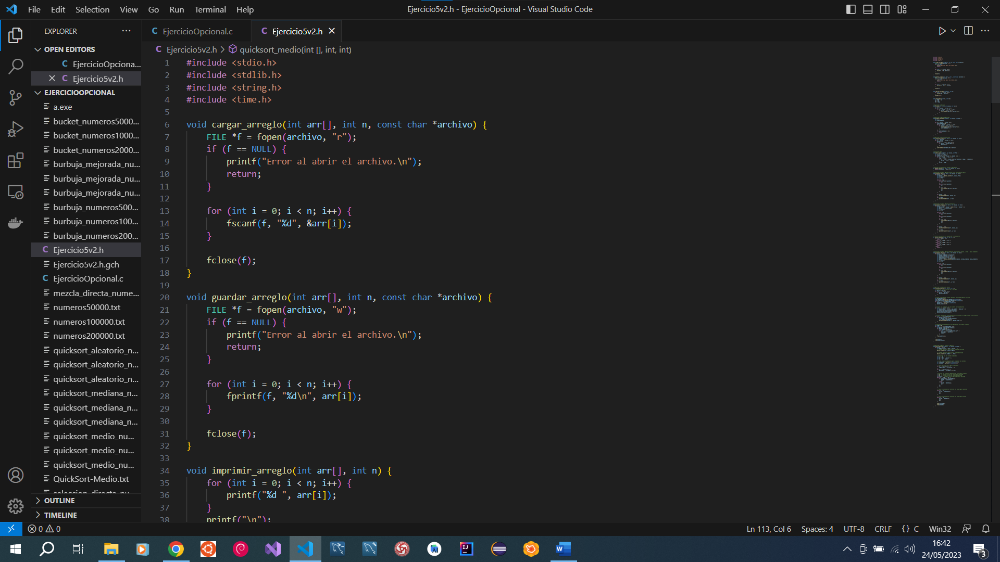 File Edit Selection View Go Run Terminal Help
Ejercicio5v2.h - EjercicioOpcional - Visual Studio Code
EXPLORER
OPEN EDITORS
C EjercicioOpciona...
C Ejercicio5v2.h
EJERCICIOOPCIONAL
a.exe
bucket_numeros5000...
bucket_numeros1000...
bucket_numeros2000...
burbuja_mejorada_nu...
burbuja_mejorada_nu...
burbuja_mejorada_nu...
burbuja_numeros500...
burbuja_numeros100...
burbuja_numeros200...
C Ejercicio5v2.h
Ejercicio5v2.h.gch
C EjercicioOpcional.c
mezcla_directa_nume...
numeros50000.txt
numeros100000.txt
numeros200000.txt
quicksort_aleatorio_n...
quicksort_aleatorio_n...
quicksort_aleatorio_n...
quicksort_mediana_n...
quicksort_mediana_n...
quicksort_mediana_n...
quicksort_medio_nu...
quicksort_medio_nu...
quicksort_medio_nu...
QuickSort-Medio.txt
seleccion_directa_nu...
OUTLINE
TIMELINE
C EjercicioOpcional.c
C Ejercicio5v2.h
C Ejercicio5v2.h > quicksort_medio(int [], int, int)
1 #include <stdio.h>
2 #include <stdlib.h>
3 #include <string.h>
4 #include <time.h>
5
6 void cargar_arreglo(int arr[], int n, const char *archivo) {
7 FILE *f = fopen(archivo, "r");
8 if (f == NULL) {
9 printf("Error al abrir el archivo.\n");
10 return;
11 }
12
13 for (int i = 0; i < n; i++) {
14 fscanf(f, "%d", &arr[i]);
15 }
16
17 fclose(f);
18 }
19
20 void guardar_arreglo(int arr[], int n, const char *archivo) {
21 FILE *f = fopen(archivo, "w");
22 if (f == NULL) {
23 printf("Error al abrir el archivo.\n");
24 return;
25 }
26
27 for (int i = 0; i < n; i++) {
28 fprintf(f, "%d\n", arr[i]);
29 }
30
31 fclose(f);
32 }
33
34 void imprimir_arreglo(int arr[], int n) {
35 for (int i = 0; i < n; i++) {
36 printf("%d ", arr[i]);
37 }
38 printf("\n");
0 0
Ln 113, Col 6 Spaces: 4 UTF-8 CRLF {} C Win32
16:42
24/05/2023
3